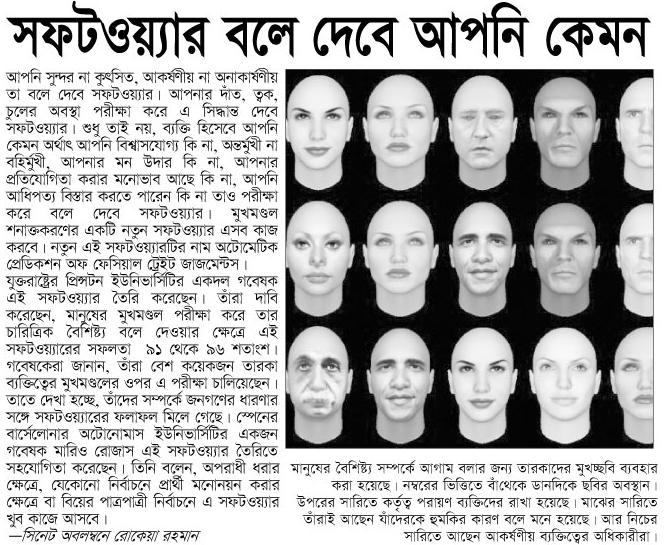 সফটওয়্যার বলে দেবে আপনি কেমন
আপনি সুন্দর না কুৎসিত, আকর্ষণীয় না অনাকর্ষণীয়
তা বলে দেবে সফটওয়্যার। আপনার দাঁত, ত্বক,
চুলের অবস্থা পরীক্ষা করে এ সিদ্ধান্ত দেবে
সফটওয়্যার। শুধু তাই নয়, ব্যক্তি হিসেবে আপনি
কেমন অর্থাৎ আপনি বিশ্বাসযোগ্য কি না, অন্তর্মুখী না
বহির্মুখী, আপনার মন উদার কি না, আপনার
প্রতিযোগিতা করার মনোভাব আছে কি না, আপনি
আধিপত্য বিস্তার করতে পারেন কি না তাও পরীক্ষা
করে বলে দেবে সফটওয়্যার। মুখমণ্ডল
শনাক্তকরণের একটি নতুন সফটওয়্যার এসব কাজ
করবে। নতুন এই সফটওয়্যারটির নাম অটোমেটিক
প্রেডিকশন অফ ফেসিয়াল ট্রেইট জাজমেন্টস।
যুক্তরাষ্ট্রের প্রিন্সটন ইউনিভার্সিটির একদল গবেষক
এই সফটওয়্যার তৈরি করেছেন। তাঁরা দাবি
করেছেন, মানুষের মুখমণ্ডল পরীক্ষা করে তার
চারিত্রিক বৈশিষ্ট্য বলে দেওয়ার ক্ষেত্রে এই
সফটওয়্যারের সফলতা ৯১ থেকে ৯৬ শতাংশ।
গবেষকেরা জানান, তাঁরা বেশ কয়েকজন তারকা
ব্যক্তিত্বের মুখমণ্ডলের ওপর এ পরীক্ষা চালিয়েছেন।
তাতে দেখা হচ্ছে, তাঁদের সম্পর্কে জনগণের ধারণার
সঙ্গে সফটওয়্যারের ফলাফল মিলে গেছে। স্পেনের
বার্সেলোনার অটোনোমাস ইউনিভার্সিটির একজন
গবেষক মারিও রোজাস এই সফটওয়্যার তৈরিতে
সহযোগিতা করেছেন। তিনি বলেন, অপরাধী ধরার
ক্ষেত্রে, যেকোনো নির্বাচনে প্রার্থী মনোনয়ন করার
ক্ষেত্রে বা বিয়ের পাত্রপাত্রী নির্বাচনে এ সফটওয়্যার
খুব কাজে আসবে।
—সিনেট অবলম্বনে রোকেয়া রহমান
মানুষের বৈশিষ্ট্য সম্পর্কে আগাম বলার জন্য তারকাদের মুখচ্ছবি ব্যবহার
করা হয়েছে। নম্বরের ভিত্তিতে বাঁথেকে ডানদিকে ছবির অবস্থান।
উপরের সারিতে কর্তৃত্ব পরায়ণ ব্যক্তিদের রাখা হয়েছে। মাঝের সারিতে
তাঁরাই আছেন যাঁদেরকে হুমকির কারণ বলে মনে হয়েছে। আর নিচের
সারিতে আছেন আকর্ষণীয় ব্যক্তিত্বের অধিকারীরা।